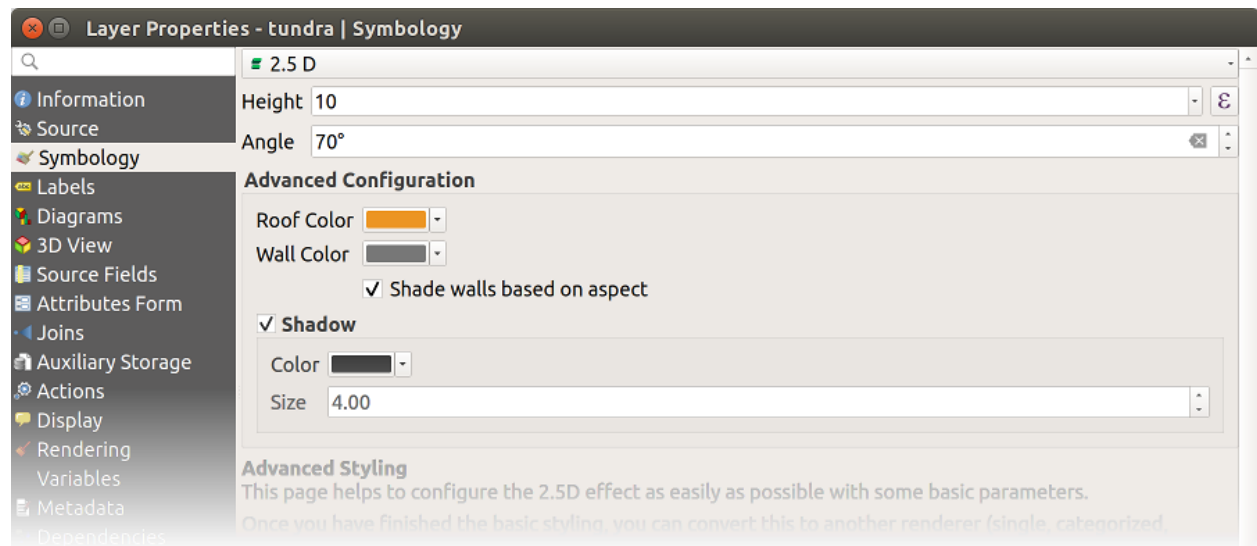 Layer Properties - tundra | Symbology
2.5 D
Information
Height 10 ε
Source
Angle 70°
Symbology
Advanced Configuration
Labels
Diagrams
Roof Color
3D View
Wall Color
Source Fields
Shade walls based on aspect
Attributes Form
Shadow
Joins
Auxiliary Storage
Color
Actions
Size 4.00
Display
Rendering
Advanced Styling
Variables
This page helps to configure the 2.5D effect as easily as possible with some basic parameters.
Metadata
Once you have finished the basic styling, you can convert this to another renderer (single, categorized,
Dependencies